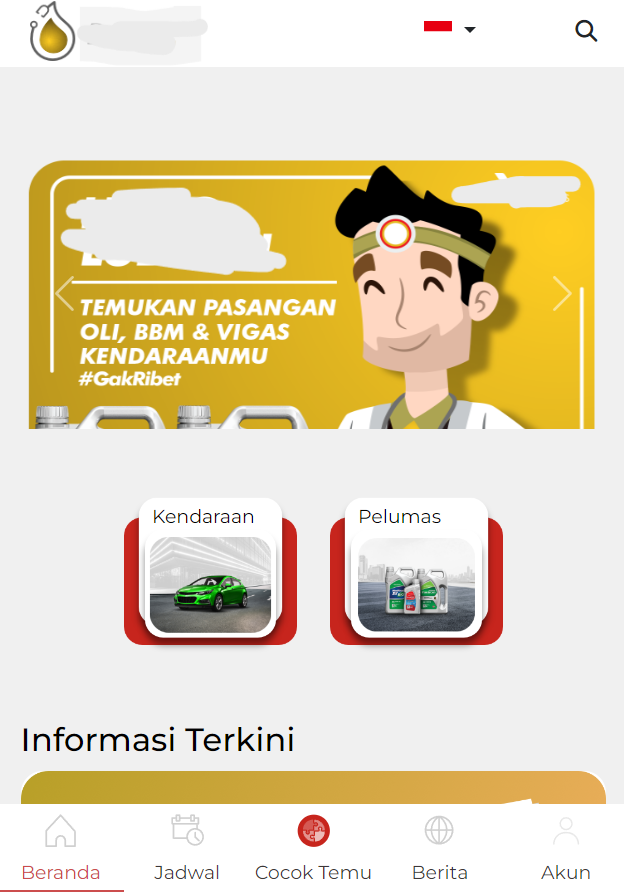 TEMUKAN PASANGAN
OLI, BBM & VIGAS
KENDARAANMU
#GakRibet
Kendaraan
Pelumas
Informasi Terkini
Beranda
Jadwal
Cocok Temu
Berita
Akun